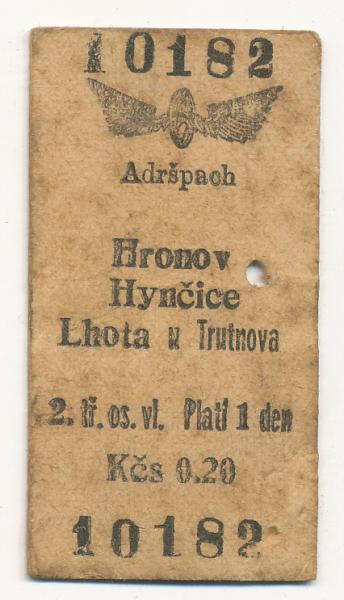 10182
Adršpach
Hronov
Hynčice
Lhota u Trutnova
2. tř. os. vl. Platí 1 den
Kčs 0.20
10182